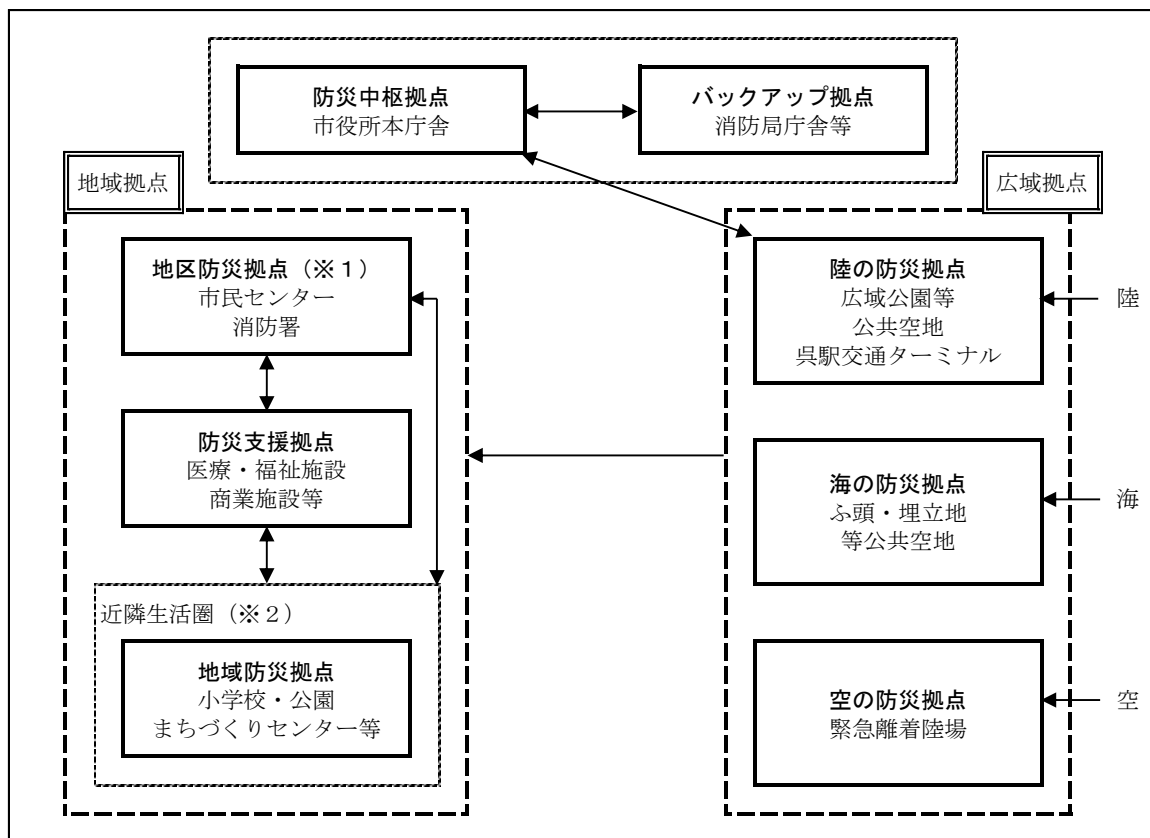 防災中枢拠点
市役所本庁舎
バックアップ拠点
消防局庁舎等
地域拠点
地区防災拠点（※１）
市民センター
消防署
防災支援拠点
医療・福祉施設
商業施設等
近隣生活圏（※２）
地域防災拠点
小学校・公園
まちづくりセンター等
広域拠点
陸の防災拠点
広域公園等
公共空地
呉駅交通ターミナル
陸
海の防災拠点
ふ頭・埋立地
等公共空地
海
空の防災拠点
緊急離着陸場
空